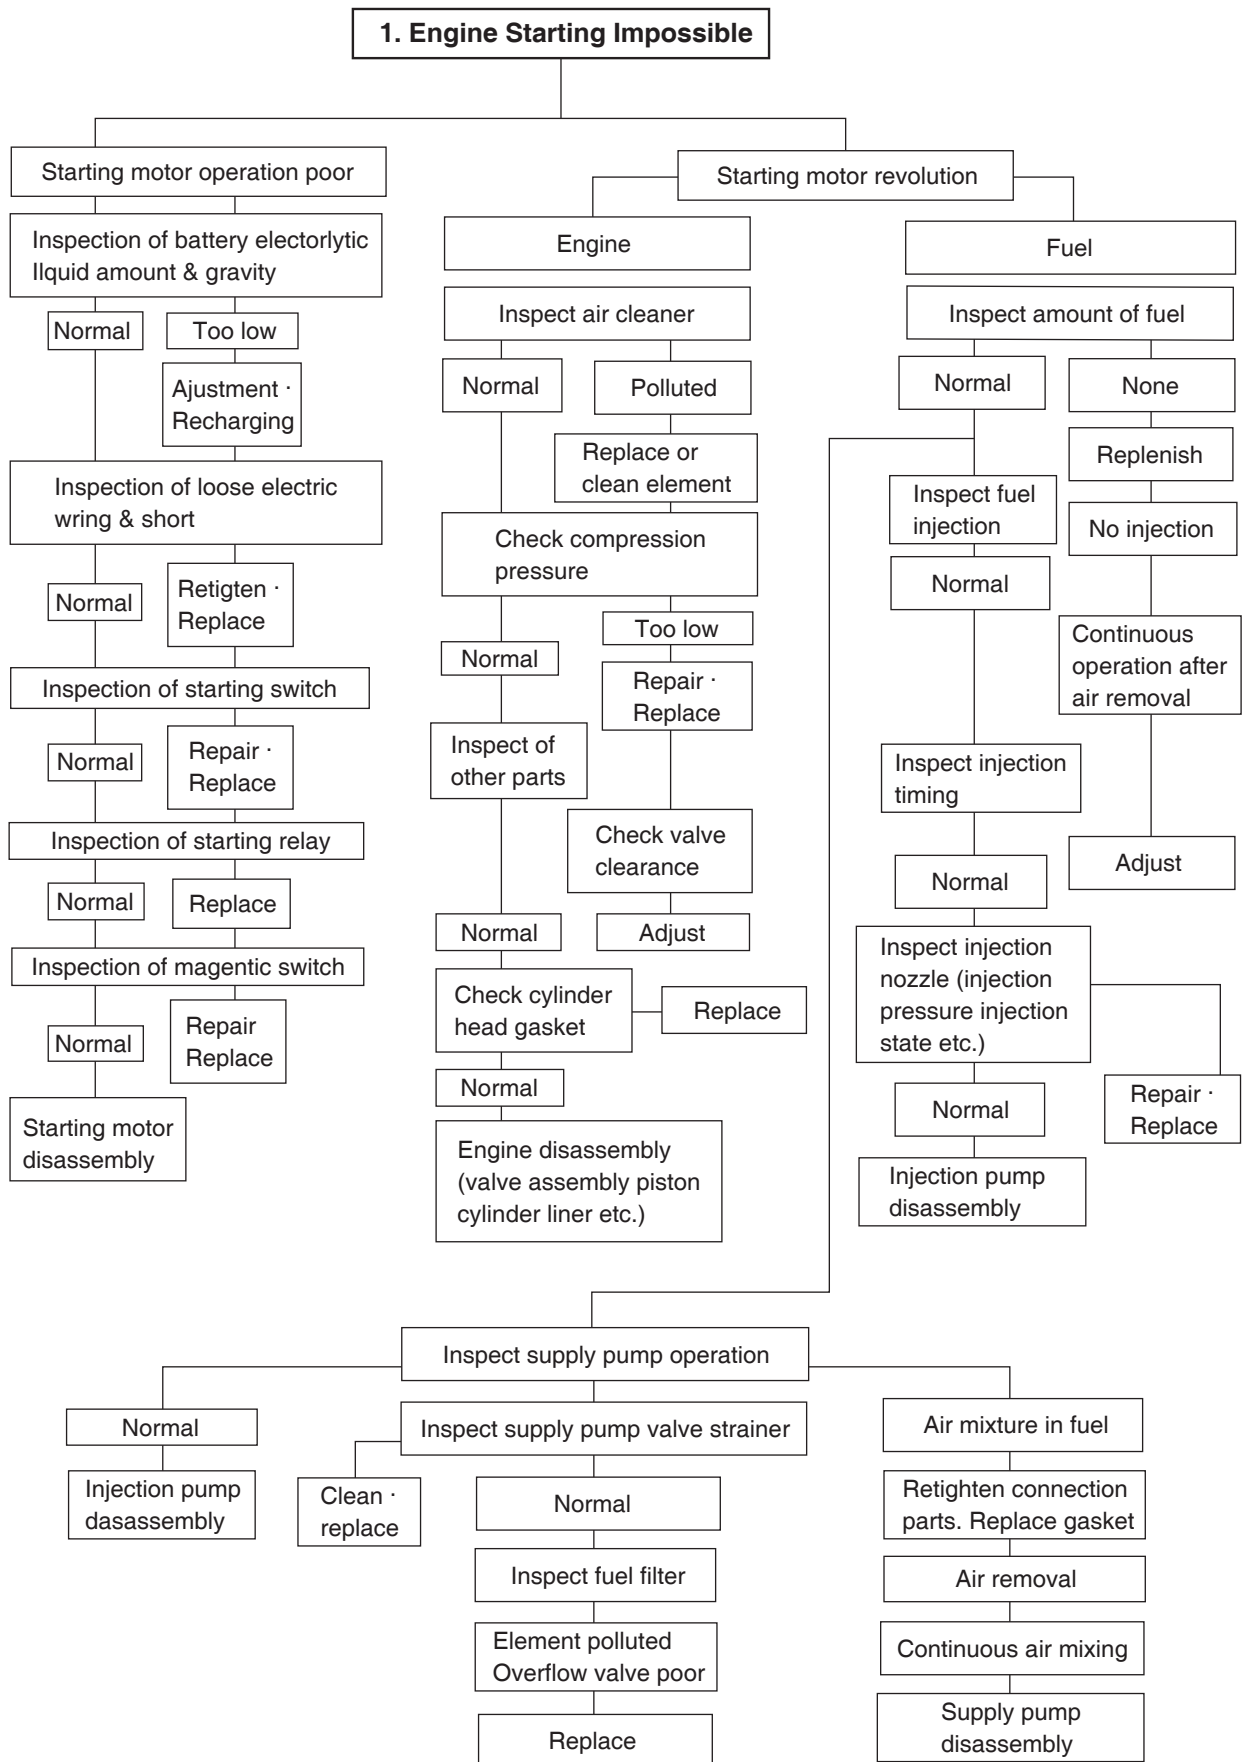 1. Engine Starting Impossible
Starting motor operation poor
Inspection of battery electorlytic
Ilquid amount & gravity
Normal
Too low
Ajustment ·
Recharging
Inspection of loose electric
wring & short
Normal
Retigten ·
Replace
Inspection of starting switch
Normal
Repair ·
Replace
Inspection of starting relay
Normal
Replace
Inspection of magentic switch
Normal
Repair
Replace
Starting motor
disassembly
Starting motor revolution
Engine
Inspect air cleaner
Normal
Polluted
Replace or
clean element
Check compression
pressure
Too low
Normal
Repair ·
Replace
Inspect of
other parts
Check valve
clearance
Normal
Adjust
Check cylinder
head gasket
Replace
Normal
Engine disassembly
(valve assembly piston
cylinder liner etc.)
Fuel
Inspect amount of fuel
Normal
None
Replenish
Inspect fuel
injection
No injection
Normal
Continuous
operation after
air removal
Inspect injection
timing
Adjust
Normal
Inspect injection
nozzle (injection
pressure injection
state etc.)
Repair ·
Replace
Normal
Injection pump
disassembly
Inspect supply pump operation
Normal
Injection pump
dasassembly
Inspect supply pump valve strainer
Clean ·
replace
Normal
Inspect fuel filter
Element polluted
Overflow valve poor
Replace
Air mixture in fuel
Retighten connection
parts. Replace gasket
Air removal
Continuous air mixing
Supply pump
disassembly